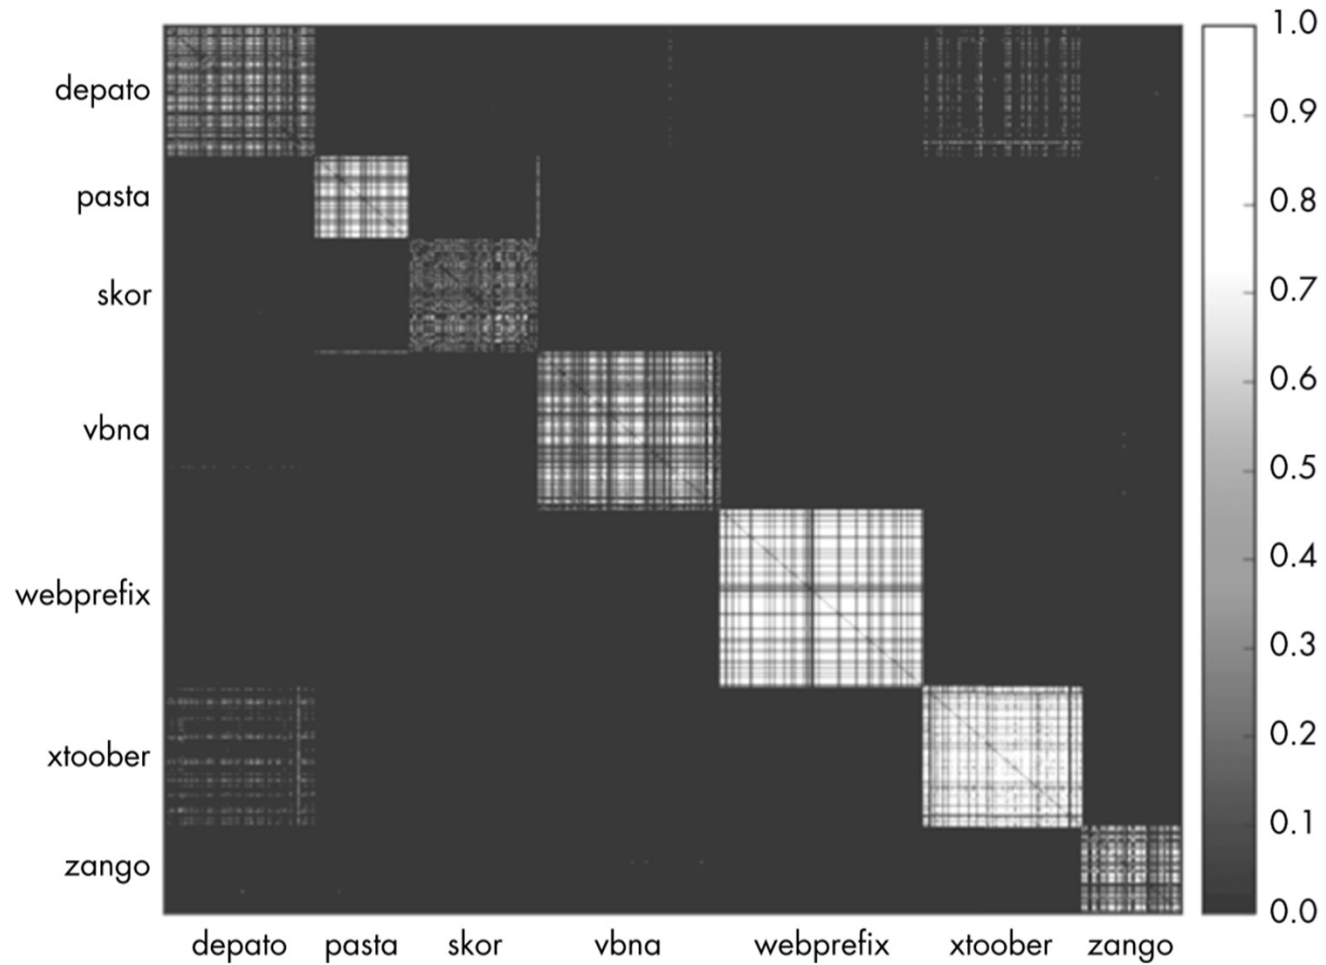 depato
pasta
skor
vbna
webprefix
xtoober
zango
depato pasta skor vbna webprefix xtoober zango
1.0
0.9
0.8
0.7
0.6
0.5
0.4
0.3
0.2
0.1
0.0